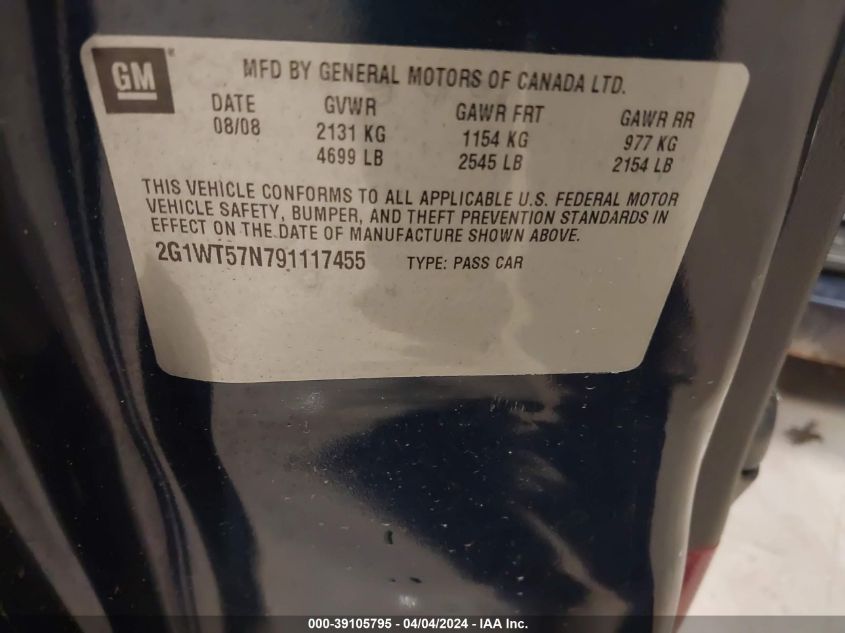 GM ®
MFD BY GENERAL MOTORS OF CANADA LTD.
DATE GVWR GAWR FRT GAWR RR
08/08 2131 KG 1154 KG 977 KG
4699 LB 2545 LB 2154 LB
THIS VEHICLE CONFORMS TO ALL APPLICABLE U.S. FEDERAL MOTOR
VEHICLE SAFETY, BUMPER, AND THEFT PREVENTION STANDARDS IN
EFFECT ON THE DATE OF MANUFACTURE SHOWN ABOVE.
2G1WT57N791117455 TYPE: PASS CAR
000-39105795 - 04/04/2024 - IAA Inc.